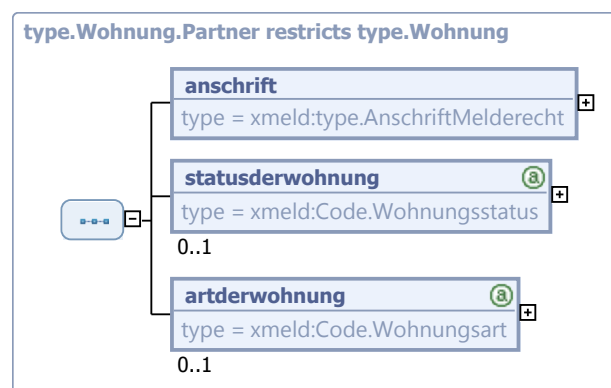 type.Wohnung.Partner restricts type.Wohnung
anschrift
type = xmeld:type.AnschriftMelderecht
statusderwohnung a
type = xmeld:Code.Wohnungsstatus
0..1
artderwohnung a
type = xmeld:Code.Wohnungsart
0..1